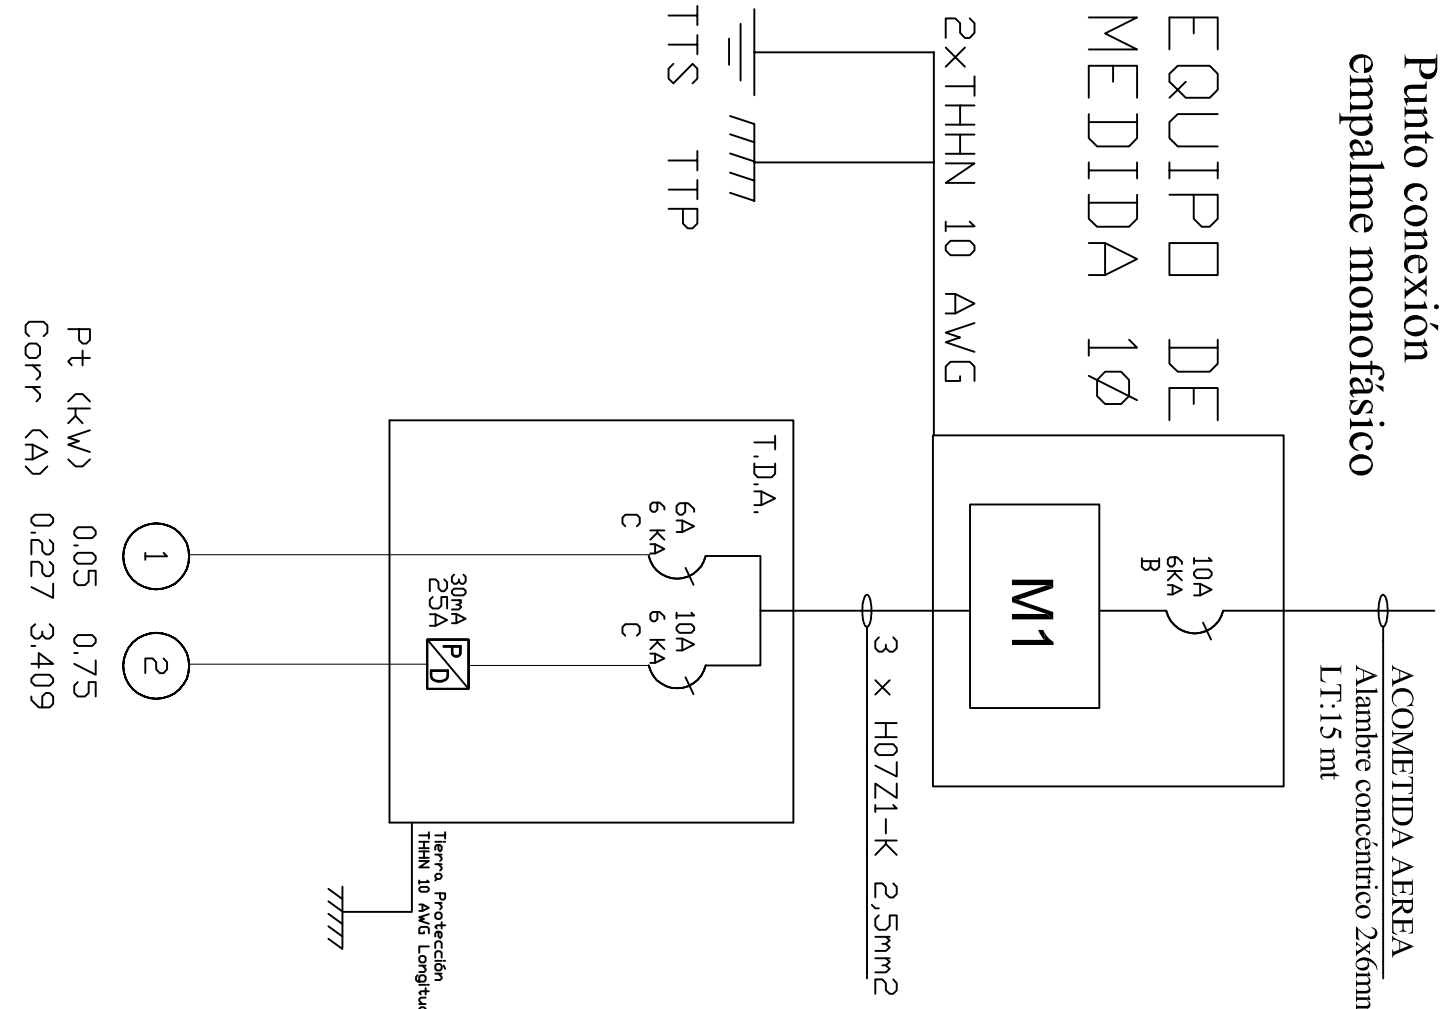 Punto conexión
empalme monofásico
ACOMETIDA AEREA
Alambre concéntrico 2x6mm
LT:15 mt
EQUIPO DE
MEDIDA 1Ø
10A
6KA
B
M1
2xTHHN 10 AWG
TTS TTP
3 x H07Z1-K 2,5mm2
T.D.A.
6A
6 KA
C
10A
6 KA
C
30mA
25A
P
D
Tierra Protección
THHN 10 AWG
1
2
Pt (kW) 0.05 0.75
Corr (A) 0.227 3.409